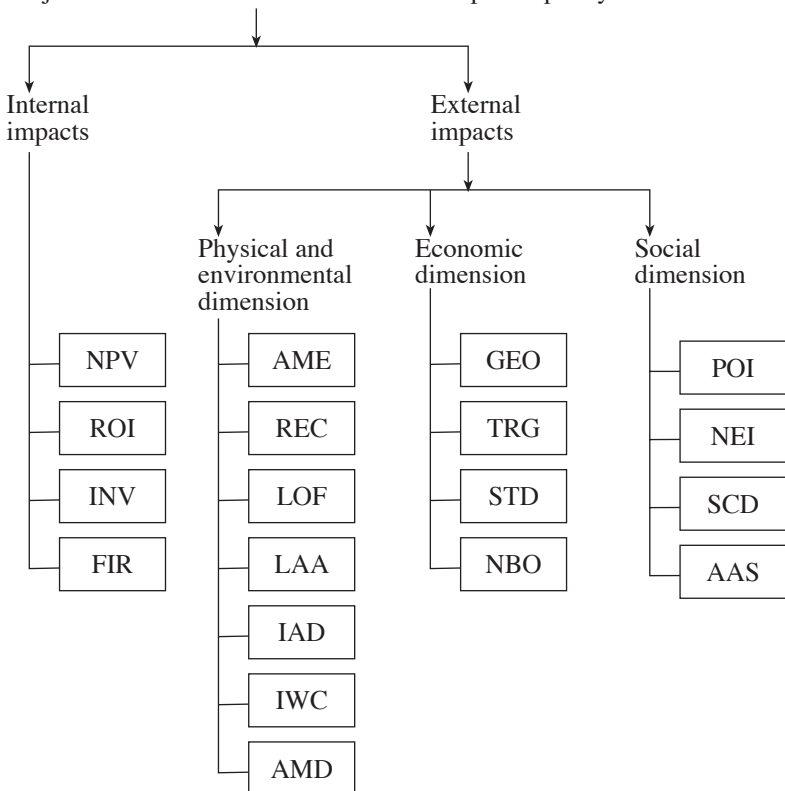 Internal
impacts
External
impacts
Physical and
environmental
dimension
Economic
dimension
Social
dimension
NPV
ROI
INV
FIR
AME
REC
LOF
LAA
IAD
IWC
AMD
GEO
TRG
STD
NBO
POI
NEI
SCD
AAS